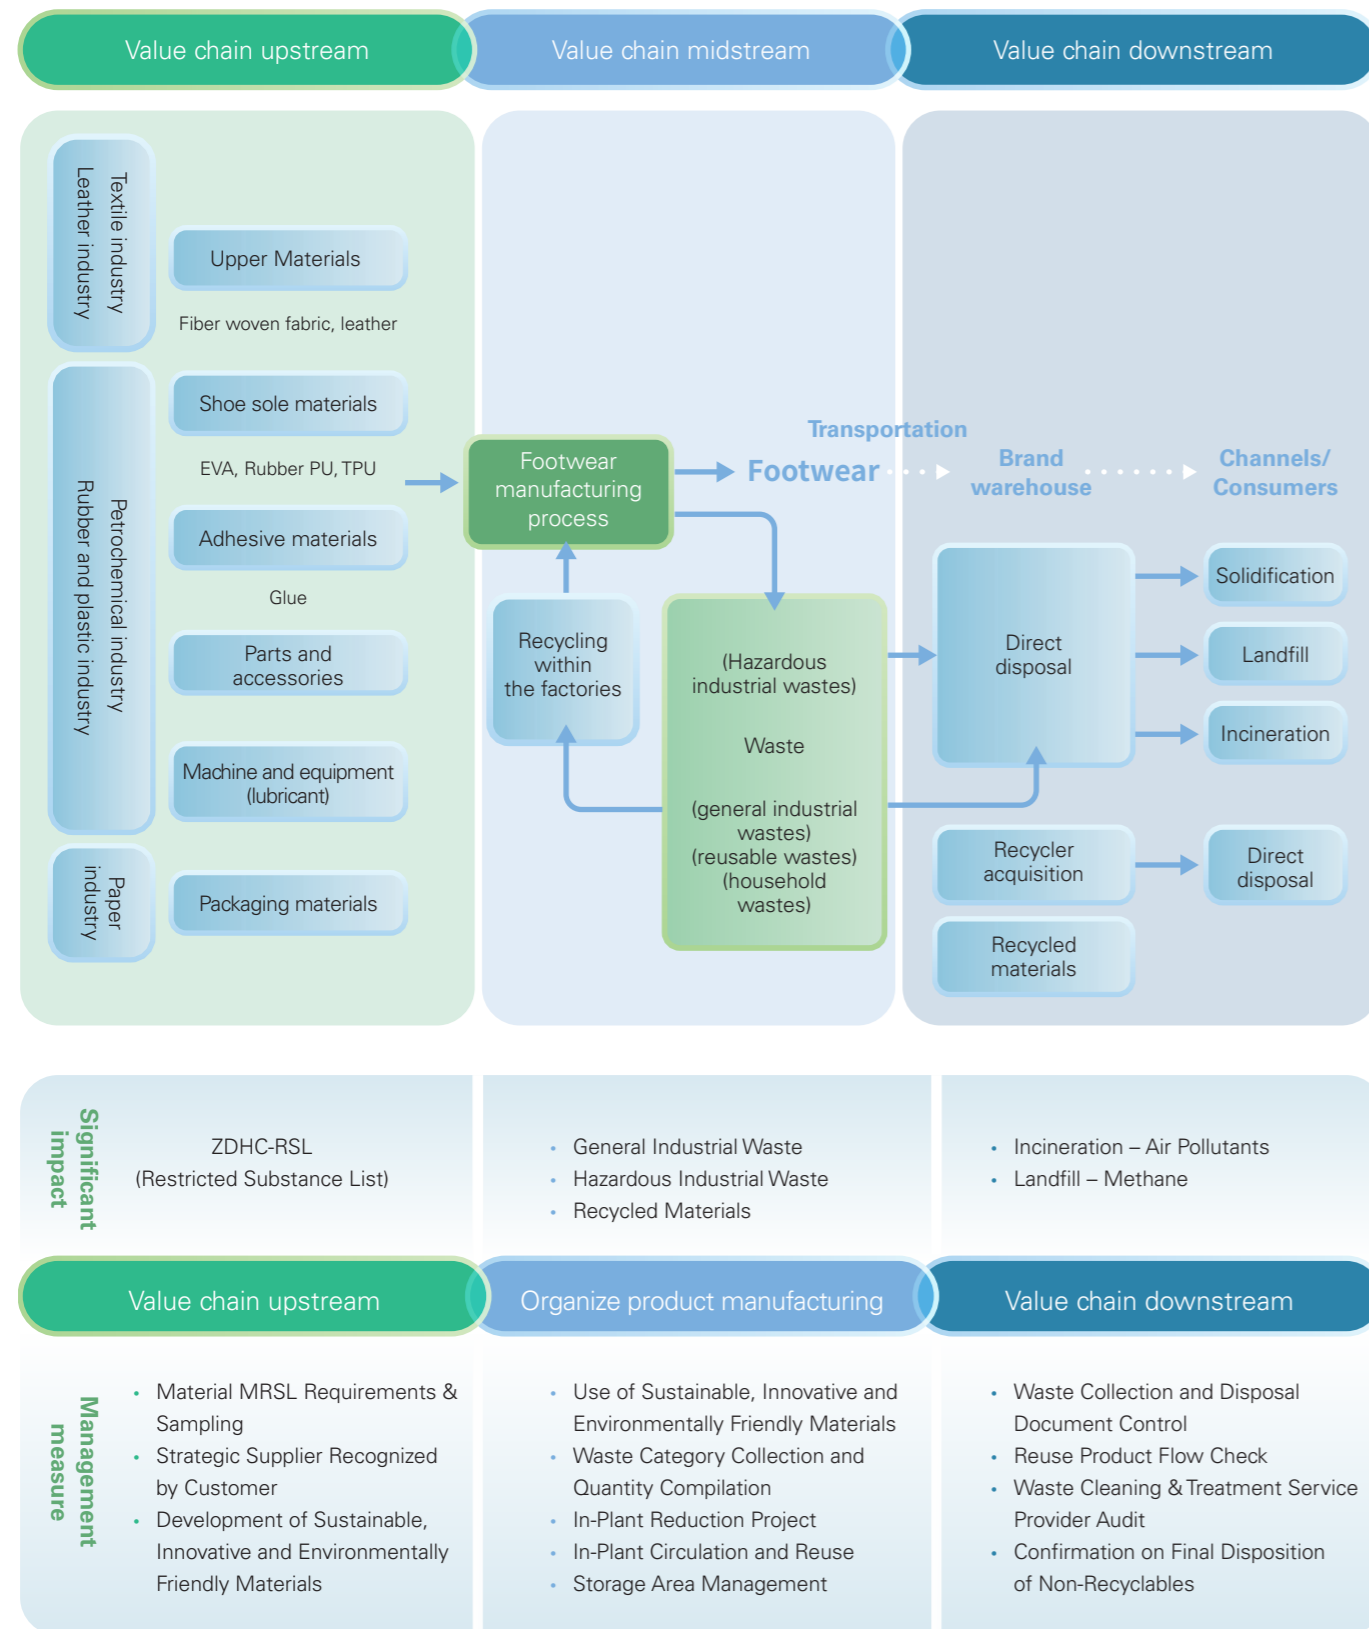 Value chain upstream
Value chain midstream
Value chain downstream
Textile industry
Leather industry
Upper Materials
Fiber woven fabric, leather
Petrochemical industry
Rubber and plastic industry
Shoe sole materials
EVA, Rubber PU, TPU
Adhesive materials
Glue
Parts and
accessories
Machine and equipment
(lubricant)
Paper
industry
Packaging materials
Footwear
manufacturing
process
Recycling
within
the factories
Transportation
Footwear
(Hazardous
industrial wastes)
Waste
(general industrial
wastes)
(reusable wastes)
(household
wastes)
Brand
warehouse
Channels/
Consumers
Direct
disposal
Solidification
Landfill
Incineration
Recycler
acquisition
Direct
disposal
Recycled
materials
Significant
impact
ZDHC-RSL
(Restricted Substance List)
• General Industrial Waste
• Hazardous Industrial Waste
• Recycled Materials
• Incineration – Air Pollutants
• Landfill – Methane
Value chain upstream
Organize product manufacturing
Value chain downstream
Management
measure
• Material MRSL Requirements &
Sampling
• Strategic Supplier Recognized
by Customer
• Development of Sustainable,
Innovative and Environmentally
Friendly Materials
• Use of Sustainable, Innovative and
Environmentally Friendly Materials
• Waste Category Collection and
Quantity Compilation
• In-Plant Reduction Project
• In-Plant Circulation and Reuse
• Storage Area Management
• Waste Collection and Disposal
Document Control
• Reuse Product Flow Check
• Waste Cleaning & Treatment Service
Provider Audit
• Confirmation on Final Disposition
of Non-Recyclables